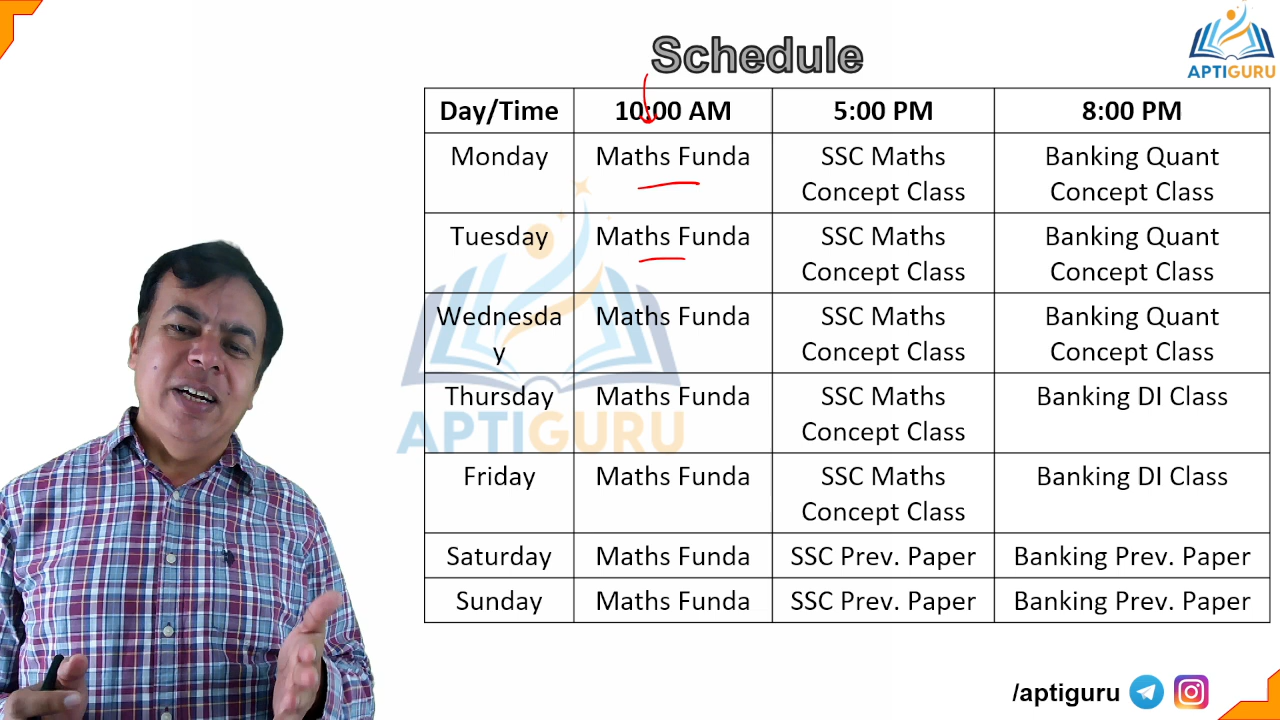 Schedule
APTIGURU
Day/Time 10:00 AM 5:00 PM 8:00 PM
Monday Maths Funda SSC Maths Concept Class Banking Quant Concept Class
Tuesday Maths Funda SSC Maths Concept Class Banking Quant Concept Class
Wednesday Maths Funda SSC Maths Concept Class Banking Quant Concept Class
Thursday Maths Funda SSC Maths Concept Class Banking DI Class
APTIGURU
Friday Maths Funda SSC Maths Concept Class Banking DI Class
Saturday Maths Funda SSC Prev. Paper Banking Prev. Paper
Sunday Maths Funda SSC Prev. Paper Banking Prev. Paper
/aptiguru